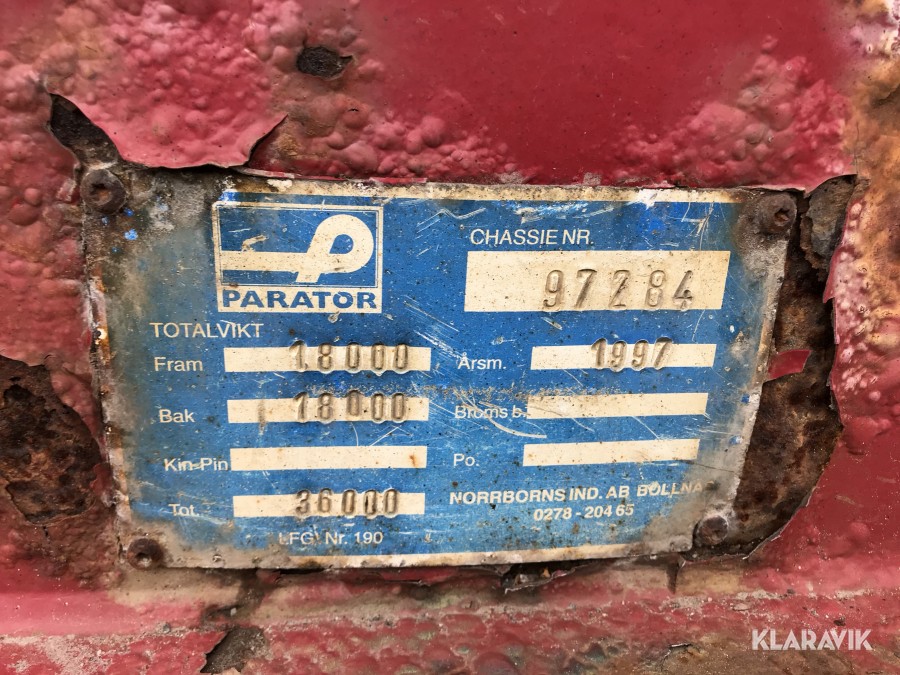 PARATOR
CHASSIE NR.
97284
TOTALVIKT
Fram 18000
Årsm. 1997
Bak 18000
Broms b.
Kin-Pin
Po.
Tot. 36000
NORRBORNS IND. AB BOLLNÄS
0278 - 204 65
LFG. Nr. 190
KLARAVIK